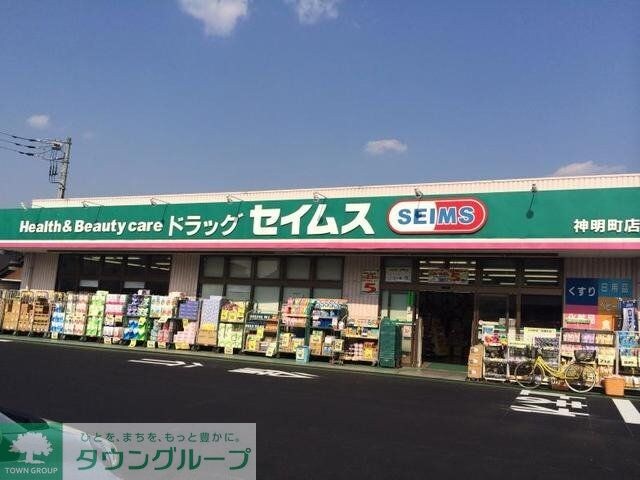 Health & Beauty care ドラッグ セイムス SEIMS 神明町店
くすり 日用品
5
ひとを、まちを、もっと豊かに。
タウングループ
TOWN GROUP